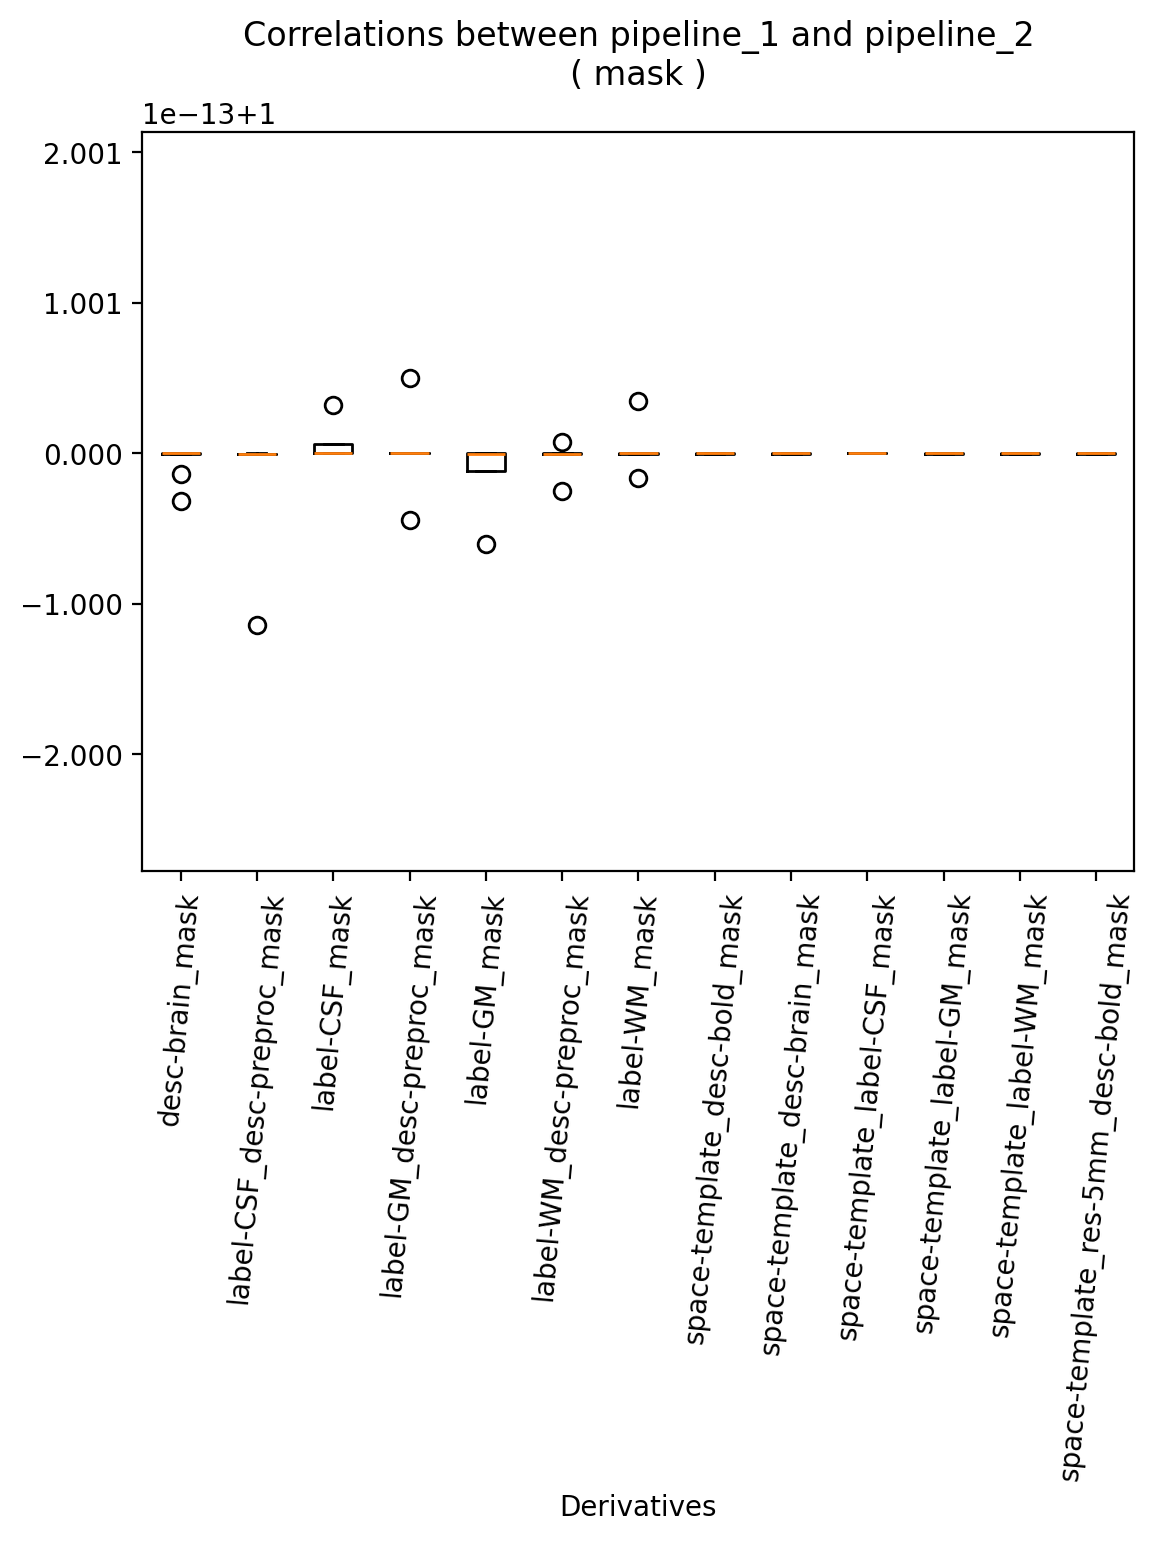 Correlations between pipeline_1 and pipeline_2
( mask )
1e−13+1
2.001
1.001
0.000
−1.000
−2.000
desc-brain_mask
label-CSF_desc-preproc_mask
label-CSF_mask
label-GM_desc-preproc_mask
label-GM_mask
label-WM_desc-preproc_mask
label-WM_mask
space-template_desc-bold_mask
space-template_desc-brain_mask
space-template_label-CSF_mask
space-template_label-GM_mask
space-template_label-WM_mask
space-template_res-5mm_desc-bold_mask
Derivatives